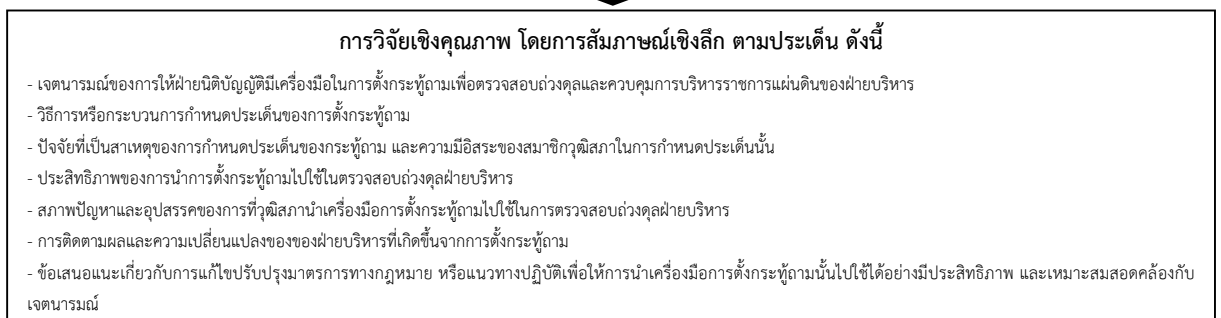 การวิจัยเชิงคุณภาพ โดยการสัมภาษณ์เชิงลึก ตามประเด็น ดังนี้
- เจตนารมณ์ของการให้ฝ่ายนิติบัญญัติมีเครื่องมือในการตั้งกระทู้ถามเพื่อตรวจสอบถ่วงดุลและควบคุมการบริหารราชการแผ่นดินของฝ่ายบริหาร
- วิธีการหรือกระบวนการกำหนดประเด็นของการตั้งกระทู้ถาม
- ปัจจัยที่เป็นสาเหตุของการกำหนดประเด็นของกระทู้ถาม และความมีอิสระของสมาชิกวุฒิสภาในการกำหนดประเด็นนั้น
- ประสิทธิภาพของการนำการตั้งกระทู้ถามไปใช้ในตรวจสอบถ่วงดุลฝ่ายบริหาร
- สภาพปัญหาและอุปสรรคของการที่วุฒิสภานำเครื่องมือการตั้งกระทู้ถามไปใช้ในการตรวจสอบถ่วงดุลฝ่ายบริหาร
- การติดตามผลและความเปลี่ยนแปลงของของฝ่ายบริหารที่เกิดขึ้นจากการตั้งกระทู้ถาม
- ข้อเสนอแนะเกี่ยวกับการแก้ไขปรับปรุงมาตรการทางกฎหมาย หรือแนวทางปฏิบัติเพื่อให้การนำเครื่องมือการตั้งกระทู้ถามนั้นไปใช้ได้อย่างมีประสิทธิภาพ และเหมาะสมสอดคล้องกับ
เจตนารมณ์